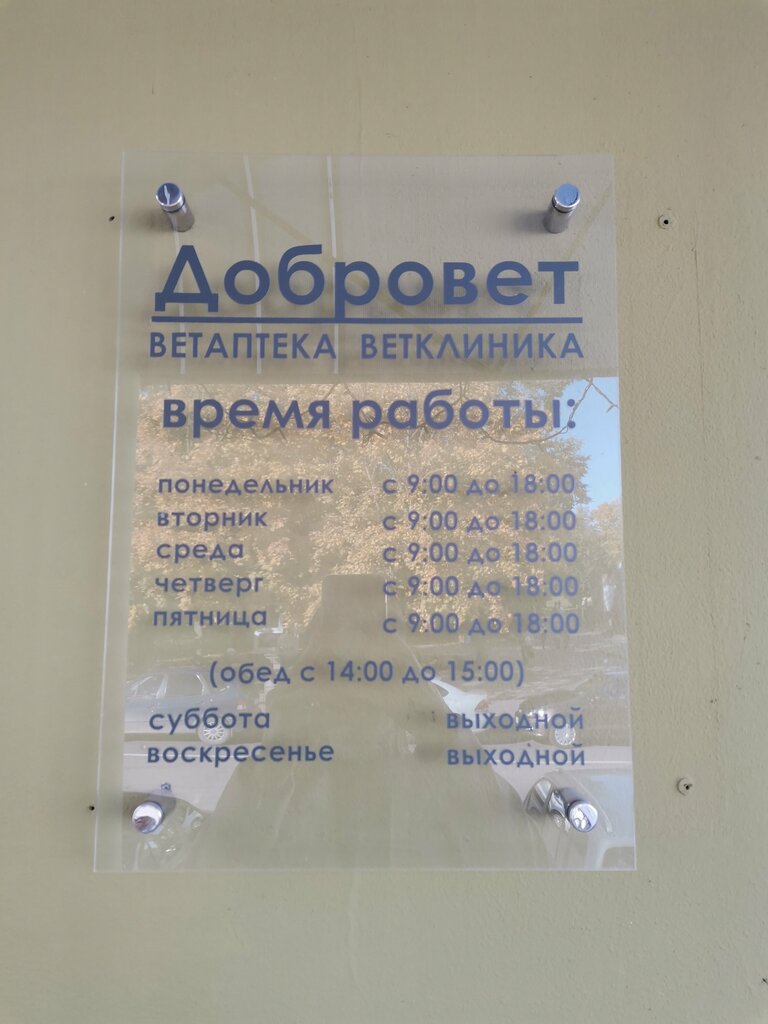 Добровет
ВЕТАПТЕКА ВЕТКЛИНИКА
время работы:
понедельник с 9:00 до 18:00
вторник с 9:00 до 18:00
среда с 9:00 до 18:00
четверг с 9:00 до 18:00
пятница с 9:00 до 18:00
(обед с 14:00 до 15:00)
суббота выходной
воскресенье выходной